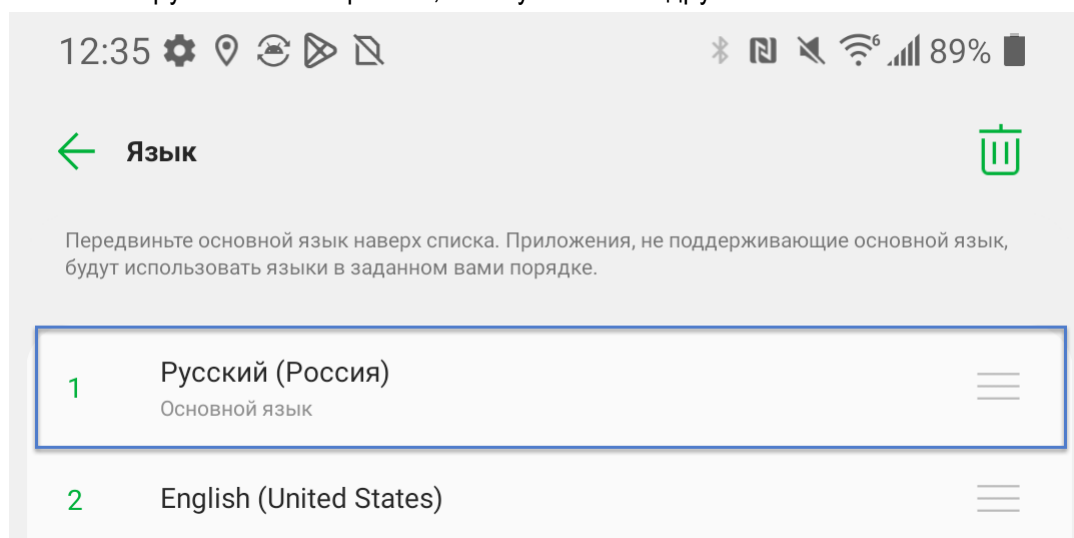 12:35 89%
Язык
Передвиньте основной язык наверх списка. Приложения, не поддерживающие основной язык,
будут использовать языки в заданном вами порядке.
1 Русский (Россия)
Основной язык
2 English (United States)